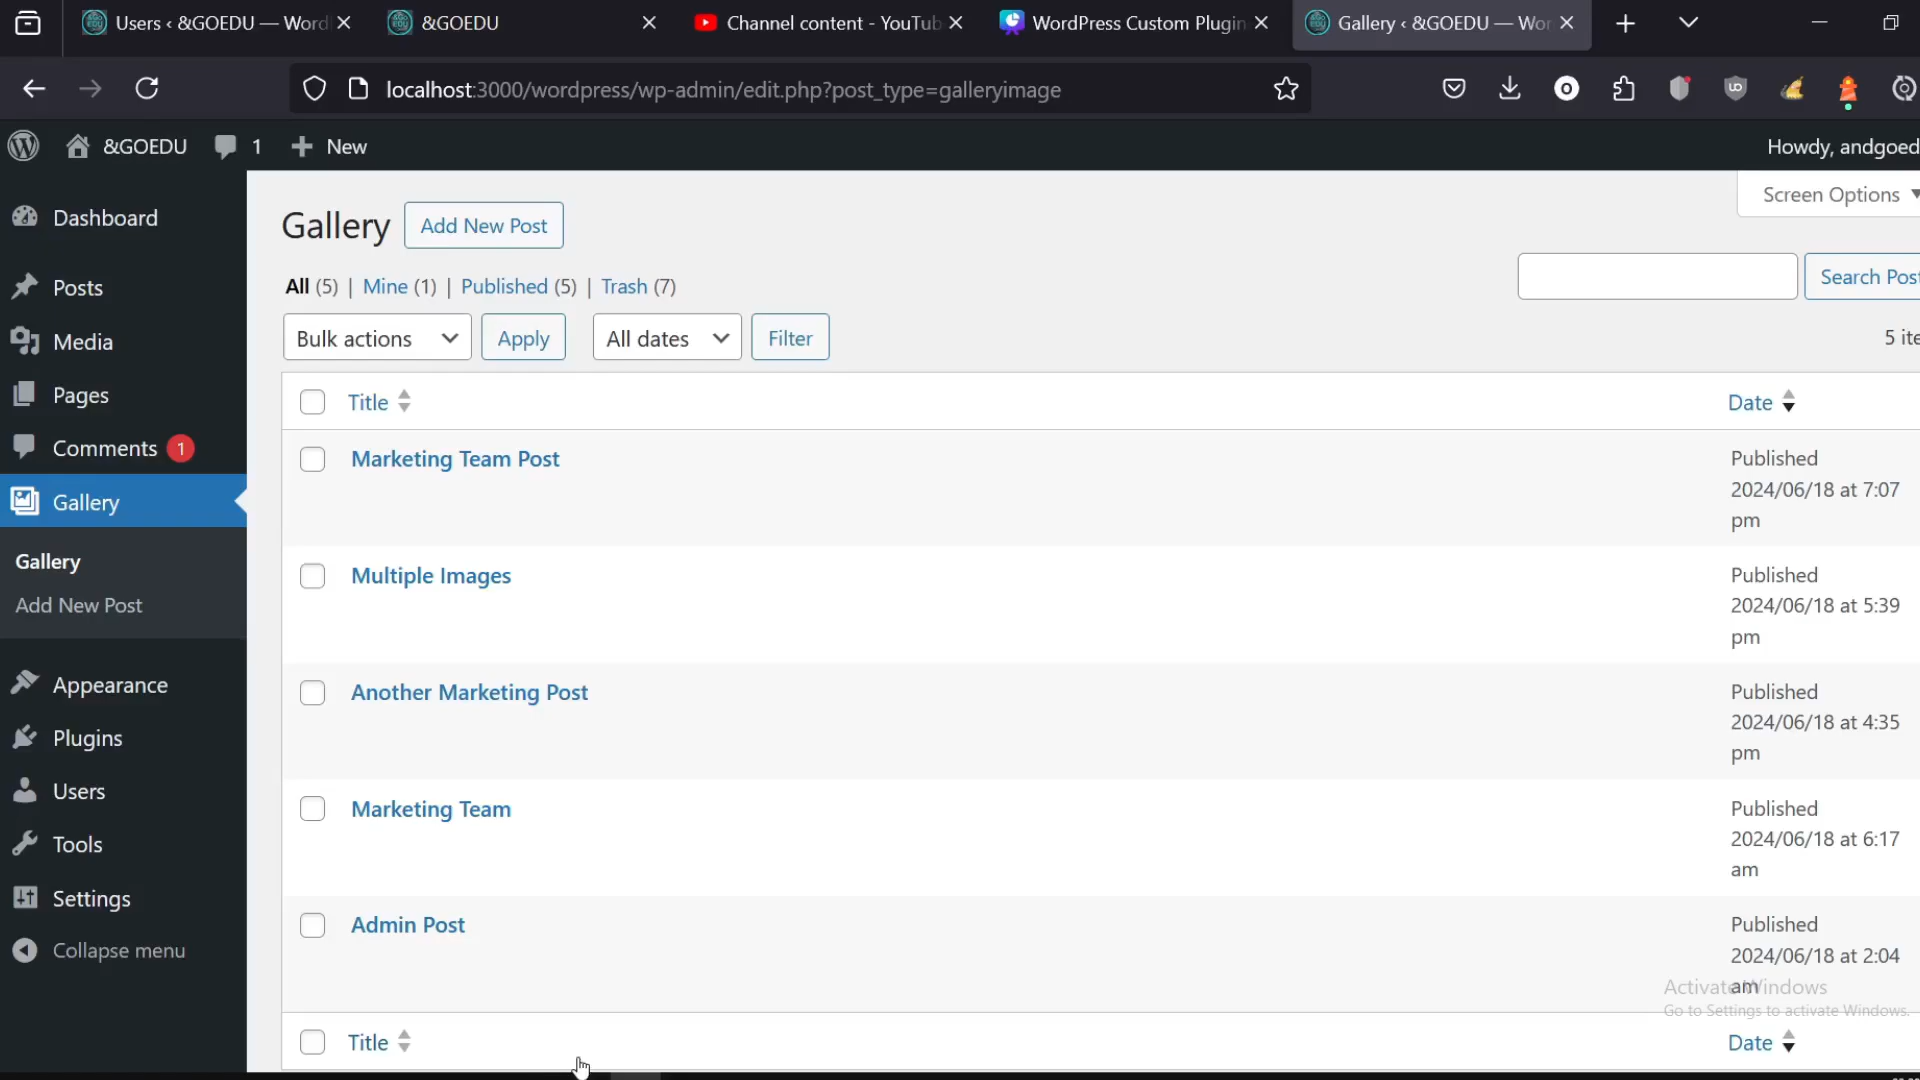 Users ‹ &GOEDU — Word
&GOEDU
Channel content - YouTub
WordPress Custom Plugin
Gallery ‹ &GOEDU — Wor
localhost:3000/wordpress/wp-admin/edit.php?post_type=galleryimage
&GOEDU
1
New
Howdy, andgoed
Dashboard
Posts
Media
Pages
Comments 1
Gallery
Gallery
Add New Post
Appearance
Plugins
Users
Tools
Settings
Collapse menu
Screen Options
Gallery
Add New Post
All (5) | Mine (1) | Published (5) | Trash (7)
Search Post
Bulk actions
Apply
All dates
Filter
5 ite
Title
Date
Marketing Team Post
Published
2024/06/18 at 7:07
pm
Multiple Images
Published
2024/06/18 at 5:39
pm
Another Marketing Post
Published
2024/06/18 at 4:35
pm
Marketing Team
Published
2024/06/18 at 6:17
am
Admin Post
Published
2024/06/18 at 2:04
am
Activate Windows
Go to Settings to activate Windows.
Title
Date